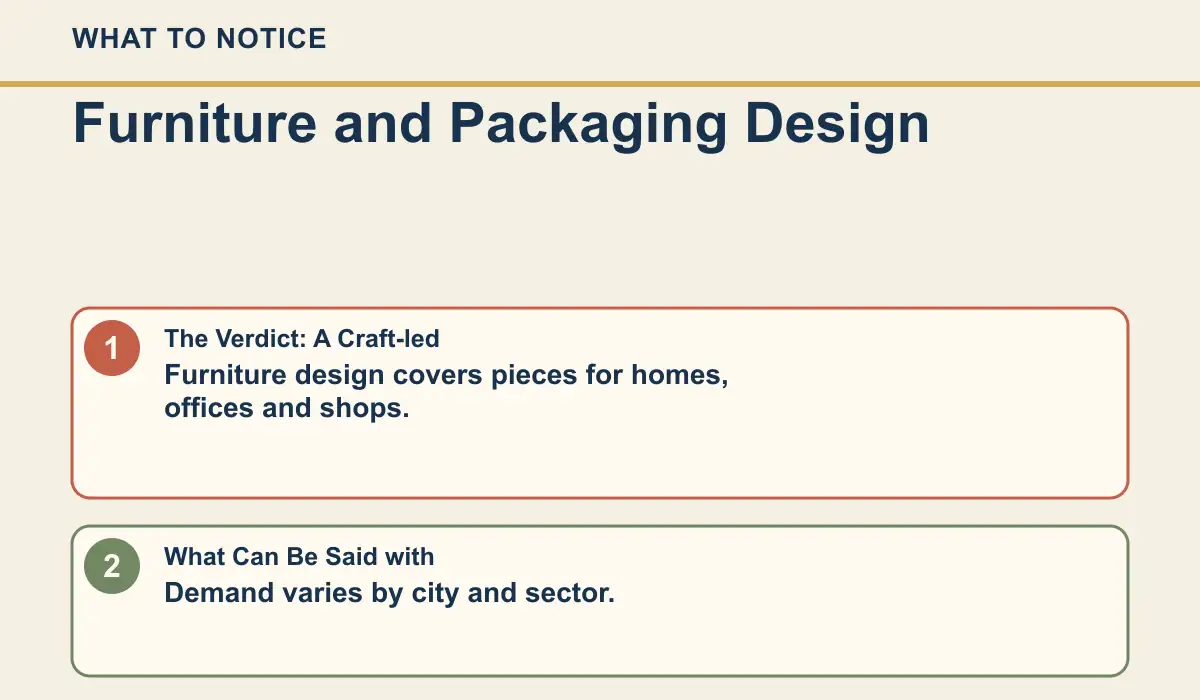 WHAT TO NOTICE
Furniture and Packaging Design
1
The Verdict: A Craft-led
Furniture design covers pieces for homes,
offices and shops.
2
What Can Be Said with
Demand varies by city and sector.